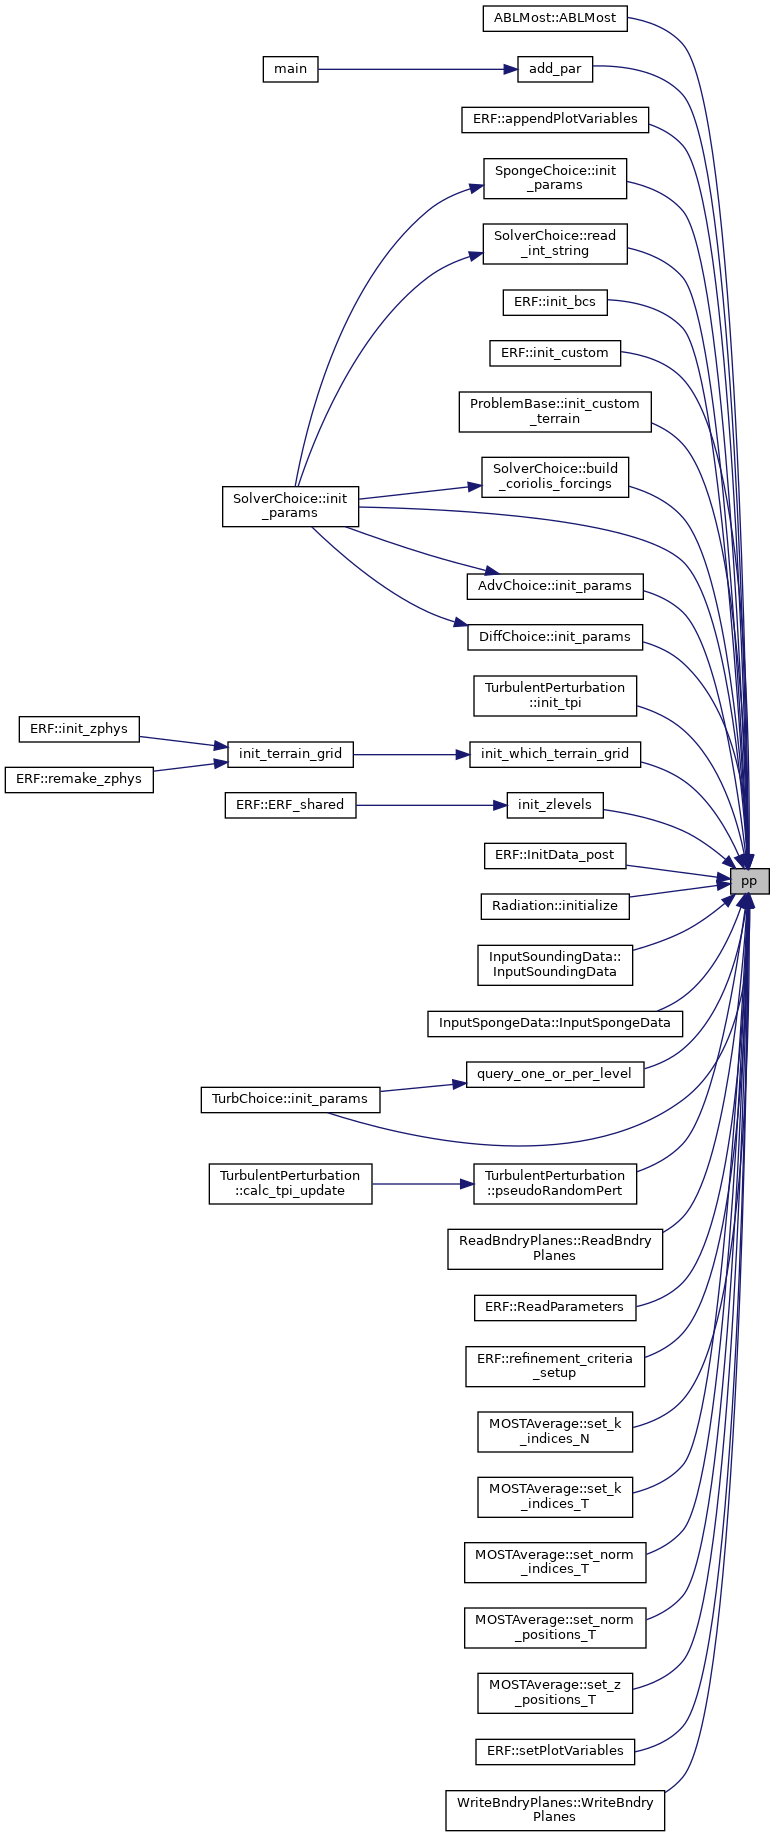 ABLMost::ABLMost
main
add_par
ERF::appendPlotVariables
SpongeChoice::init
_params
SolverChoice::read
_int_string
ERF::init_bcs
ERF::init_custom
ProblemBase::init_custom
_terrain
SolverChoice::build
_coriolis_forcings
SolverChoice::init
_params
AdvChoice::init_params
DiffChoice::init_params
TurbulentPerturbation
::init_tpi
ERF::init_zphys
init_terrain_grid
init_which_terrain_grid
ERF::remake_zphys
ERF::ERF_shared
init_zlevels
ERF::InitData_post
pp
Radiation::initialize
InputSoundingData::
InputSoundingData
InputSpongeData::InputSpongeData
query_one_or_per_level
TurbChoice::init_params
TurbulentPerturbation
::calc_tpi_update
TurbulentPerturbation
::pseudoRandomPert
ReadBndryPlanes::ReadBndry
Planes
ERF::ReadParameters
ERF::refinement_criteria
_setup
MOSTAverage::set_k
_indices_N
MOSTAverage::set_k
_indices_T
MOSTAverage::set_norm
_indices_T
MOSTAverage::set_norm
_positions_T
MOSTAverage::set_z
_positions_T
ERF::setPlotVariables
WriteBndryPlanes::WriteBndry
Planes